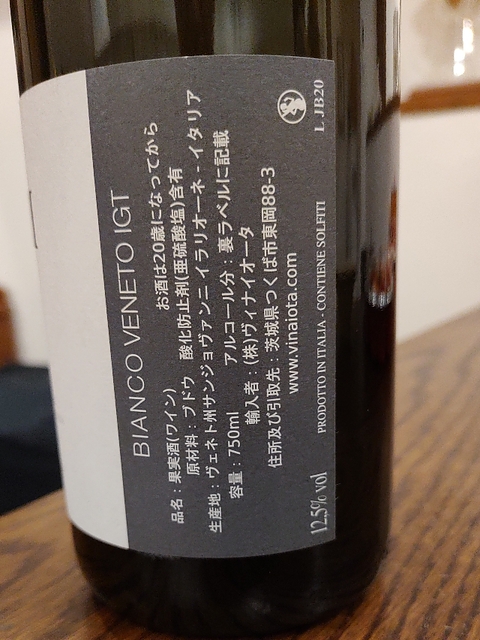 BIANCO VENETO IGT
お酒は20歳になってから
品名：果実酒(ワイン)
原材料：ブドウ 酸化防止剤(亜硫酸塩)含有
生産地：ヴェネト州サンジョヴァンニイラリオーネ - イタリア
容量：750ml アルコール分：裏ラベルに記載
輸入者：(株)ヴィナイオータ
住所及び引取先：茨城県つくば市東岡88-3
www.vinaiota.com
12.5% vol PRODOTTO IN ITALIA - CONTIENE SOLFITI L JB20